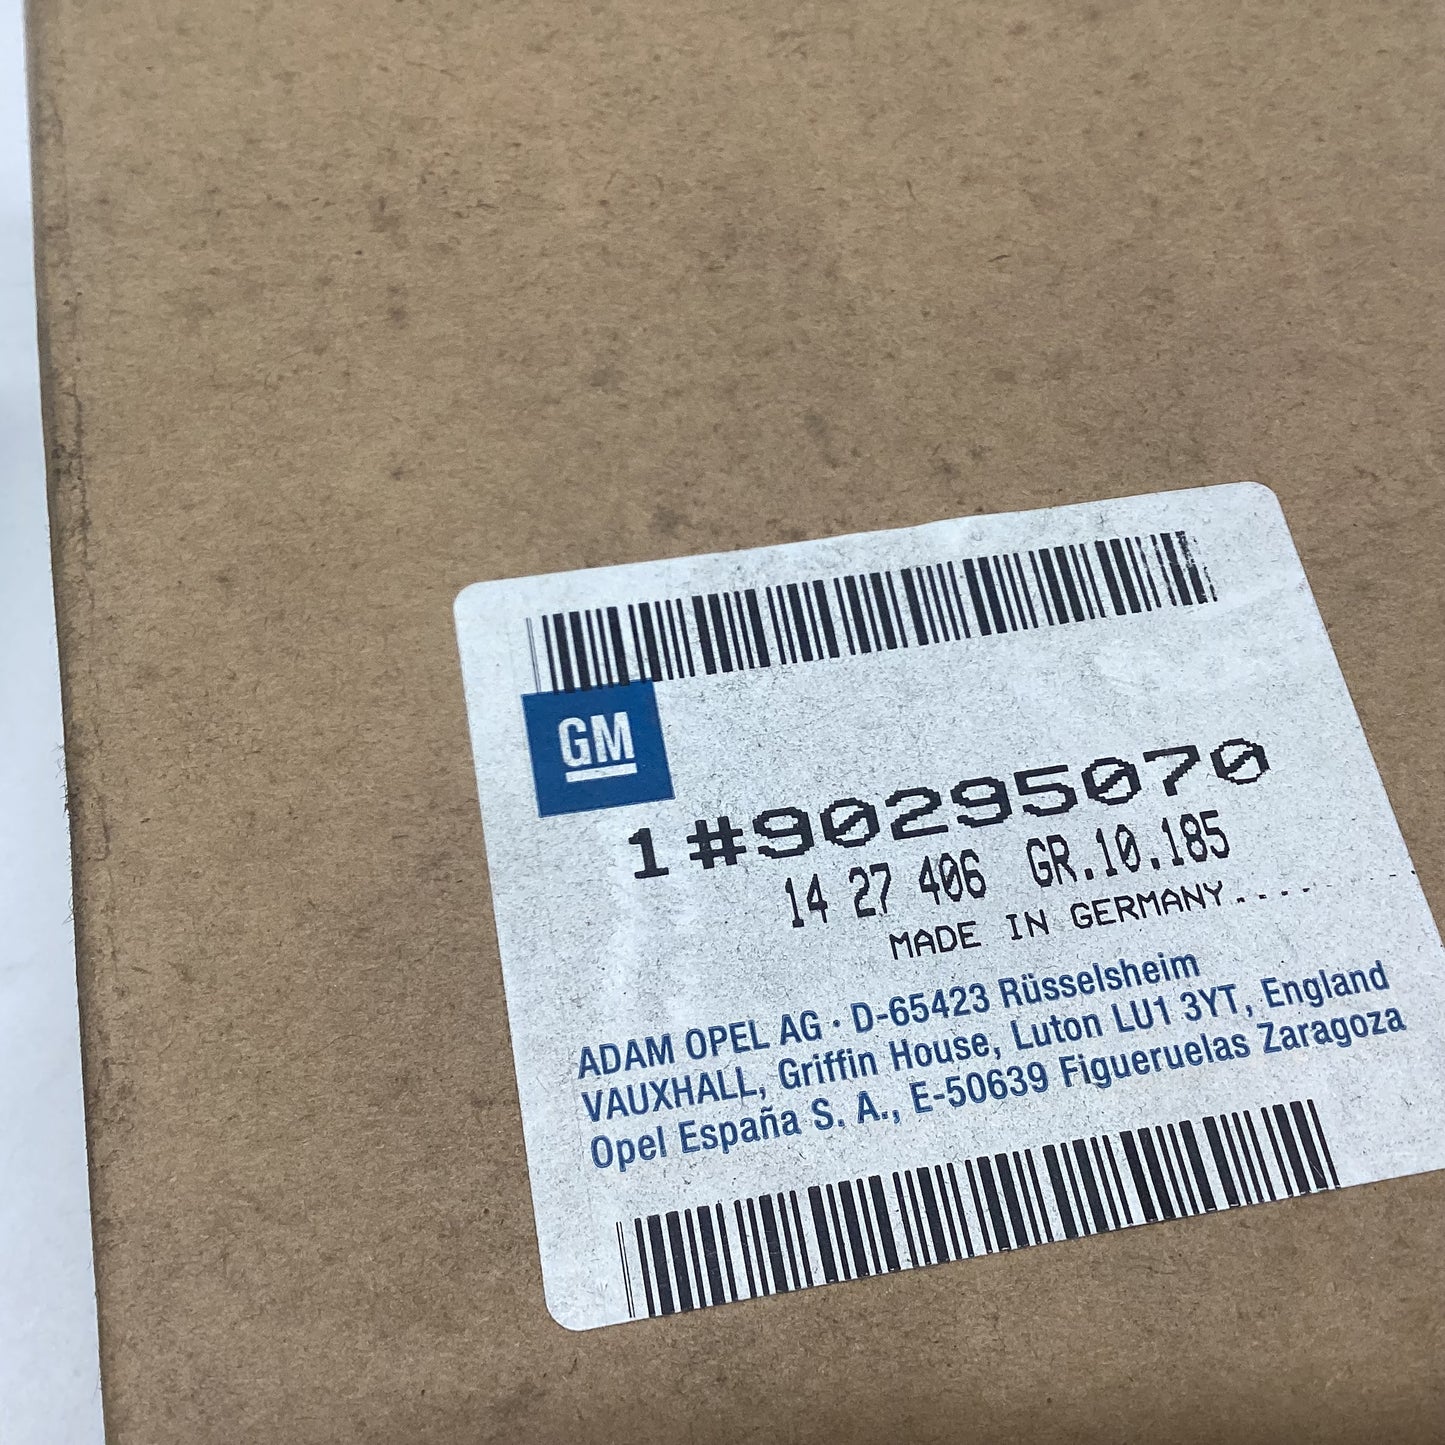 GM
1#90295070
14 27 406 GR.10.185
MADE IN GERMANY....
ADAM OPEL AG · D-65423 Rüsselsheim
VAUXHALL, Griffin House, Luton LU1 3YT, England
Opel España S. A., E-50639 Figueruelas Zaragoza